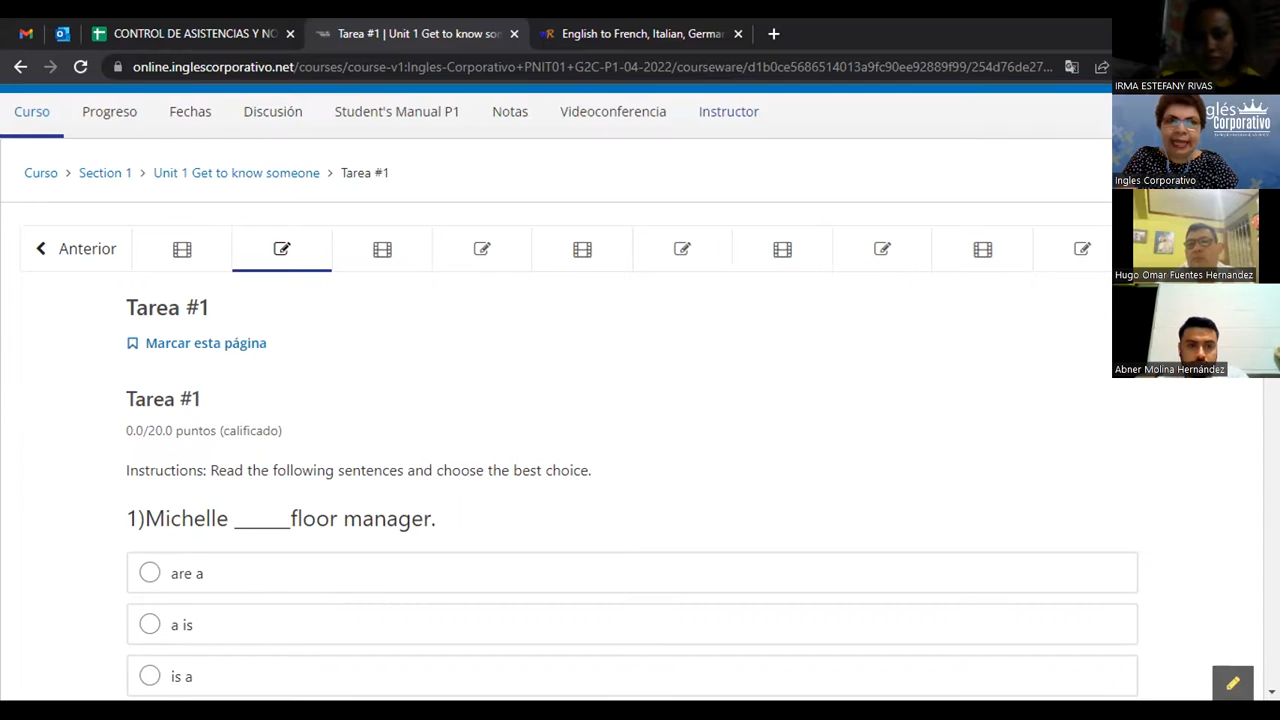 CONTROL DE ASISTENCIAS Y NO
Tarea #1 | Unit 1 Get to know son
English to French, Italian, Germar
online.inglescorporativo.net/courses/course-v1:Ingles-Corporativo+PNIT01+G2C-P1-04-2022/courseware/d1b0ce5686514013a9fc90ee92889f99/254d76de27...
Curso Progreso Fechas Discusión Student's Manual P1 Notas Videoconferencia Instructor
Curso > Section 1 > Unit 1 Get to know someone > Tarea #1
Anterior
Tarea #1
Marcar esta página
Tarea #1
0.0/20.0 puntos (calificado)
Instructions: Read the following sentences and choose the best choice.
1)Michelle ______floor manager.
are a
a is
is a
IRMA ESTEFANY RIVAS
glés
Corporativo
Ingles Corporativo
Hugo Omar Fuentes Hernandez
Abner Molina Hernández